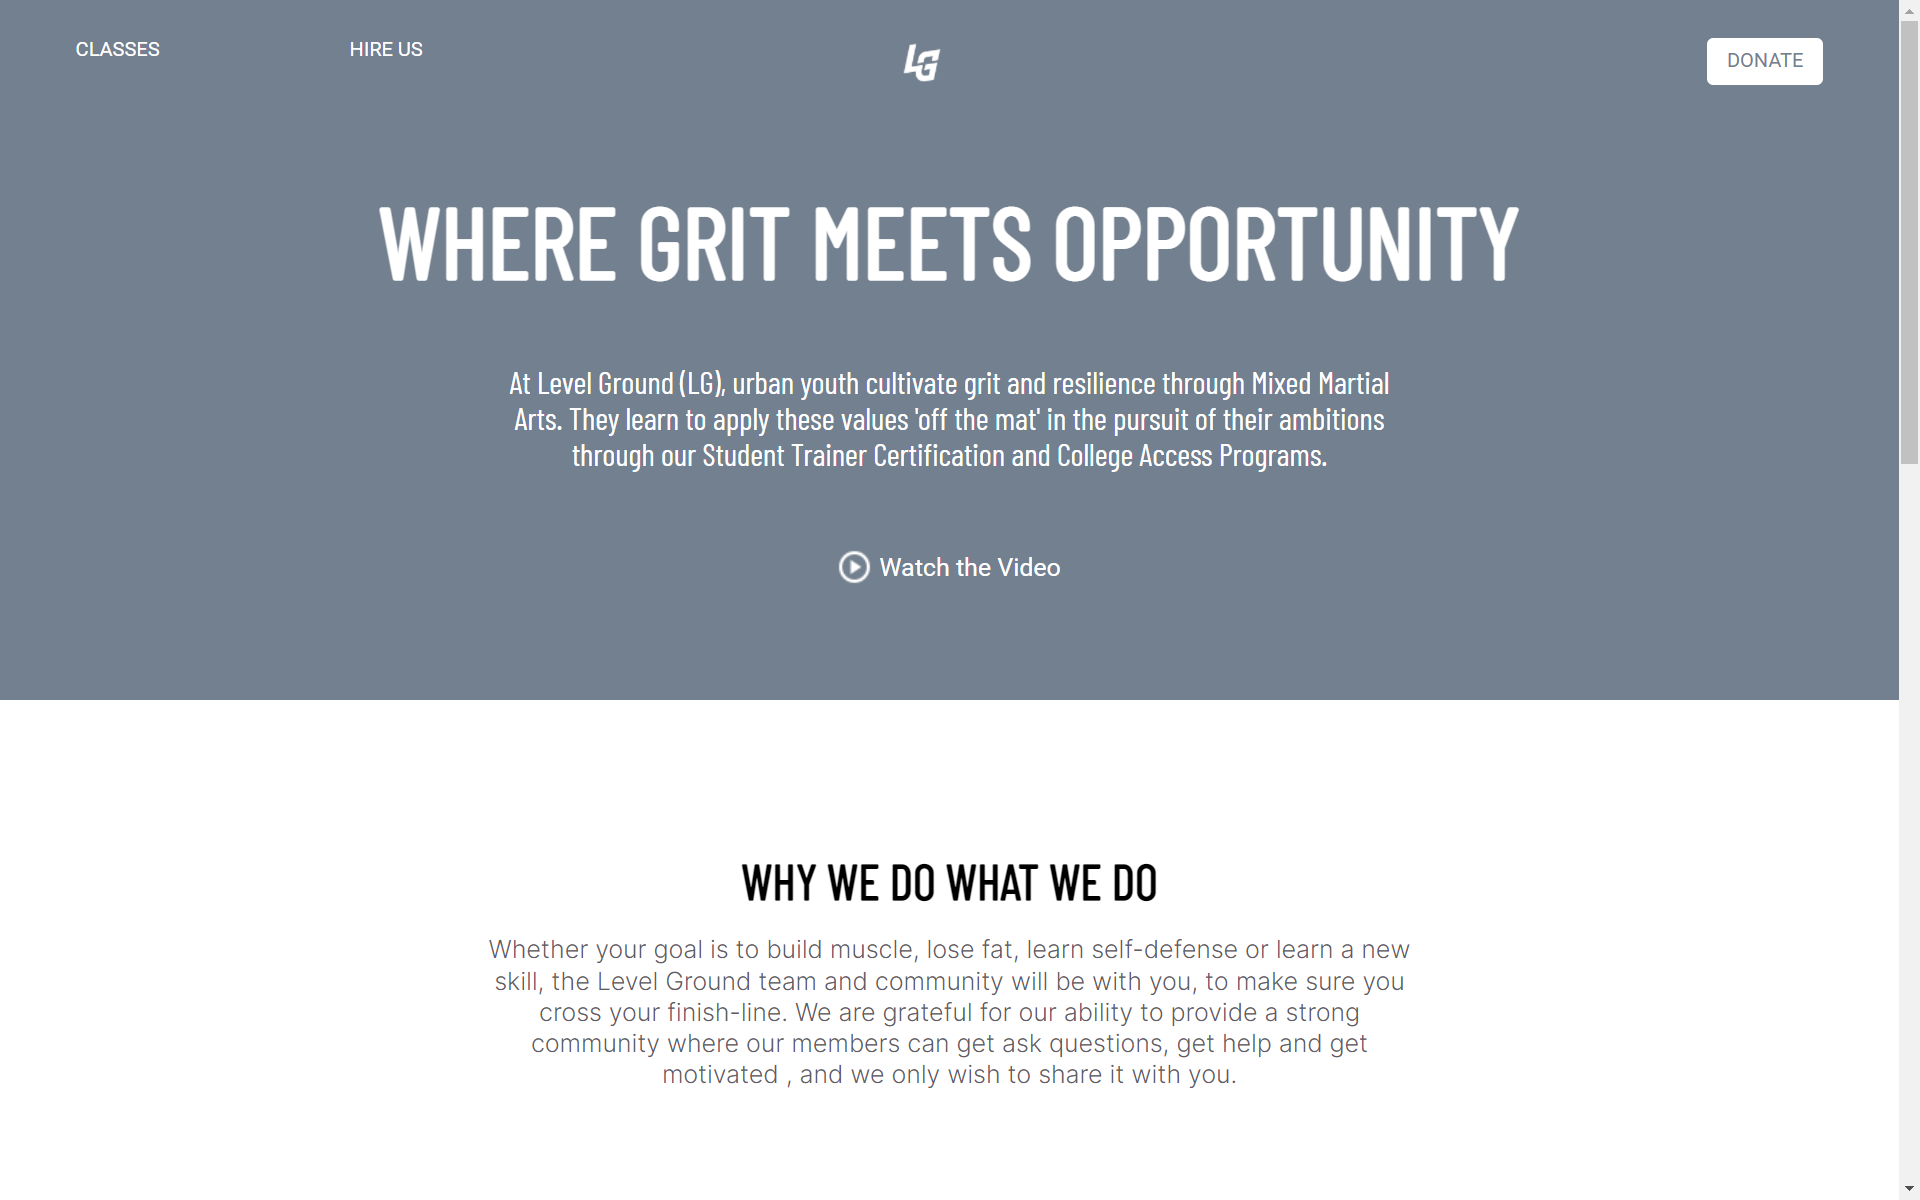 CLASSES
HIRE US
LG
DONATE
WHERE GRIT MEETS OPPORTUNITY
At Level Ground (LG), urban youth cultivate grit and resilience through Mixed Martial
Arts. They learn to apply these values 'off the mat' in the pursuit of their ambitions
through our Student Trainer Certification and College Access Programs.
Watch the Video
WHY WE DO WHAT WE DO
Whether your goal is to build muscle, lose fat, learn self-defense or learn a new
skill, the Level Ground team and community will be with you, to make sure you
cross your finish-line. We are grateful for our ability to provide a strong
community where our members can get ask questions, get help and get
motivated , and we only wish to share it with you.